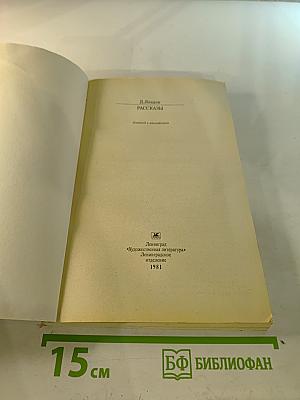 РАССКАЗЫ
Ленинград
«Художественная литература»
Ленинградское
отделение
1981
15 см
БФ БИБЛИОФАН